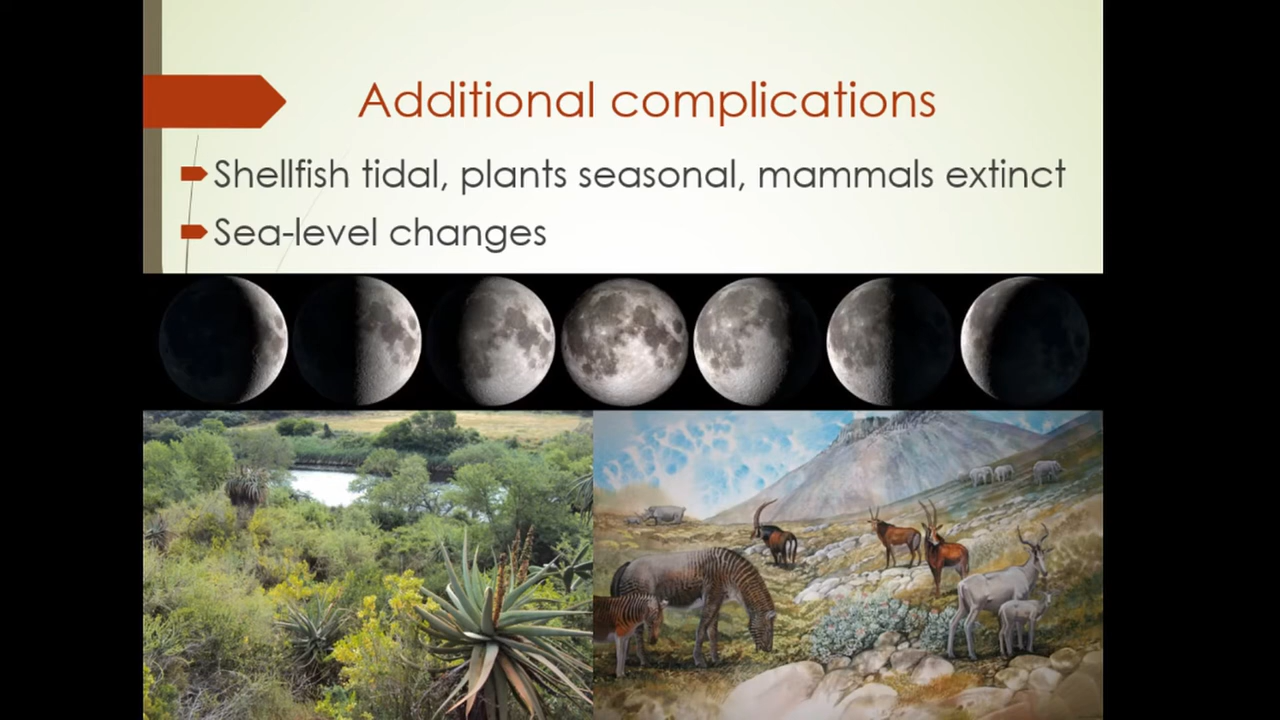 Additional complications
Shellfish tidal, plants seasonal, mammals extinct
Sea-level changes